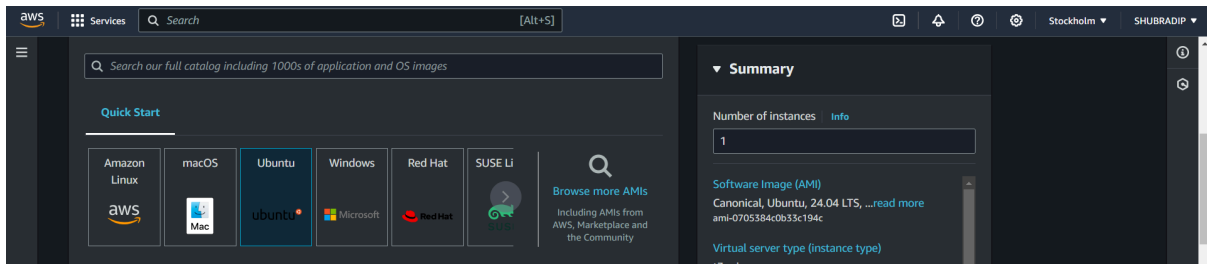 aws
Services
Search
[Alt+S]
Stockholm
SHUBRADIP
Search our full catalog including 1000s of application and OS images
Quick Start
Amazon
Linux
aws
macOS
Mac
Ubuntu
ubuntu
Windows
Microsoft
Red Hat
Red Hat
SUSE Li
Browse more AMIs
Including AMIs from
AWS, Marketplace and
the Community
Summary
Number of instances
Info
1
Software Image (AMI)
Canonical, Ubuntu, 24.04 LTS, ...read more
ami-0705384c0b33c194c
Virtual server type (instance type)